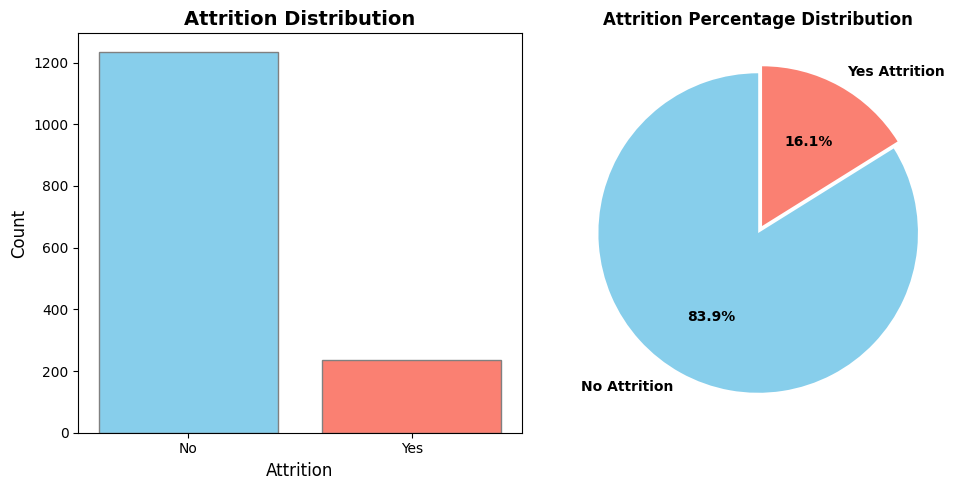 Attrition Distribution
1200
1000
800
600
400
200
0
Count
No
Yes
Attrition
Attrition Percentage Distribution
Yes Attrition
16.1%
83.9%
No Attrition